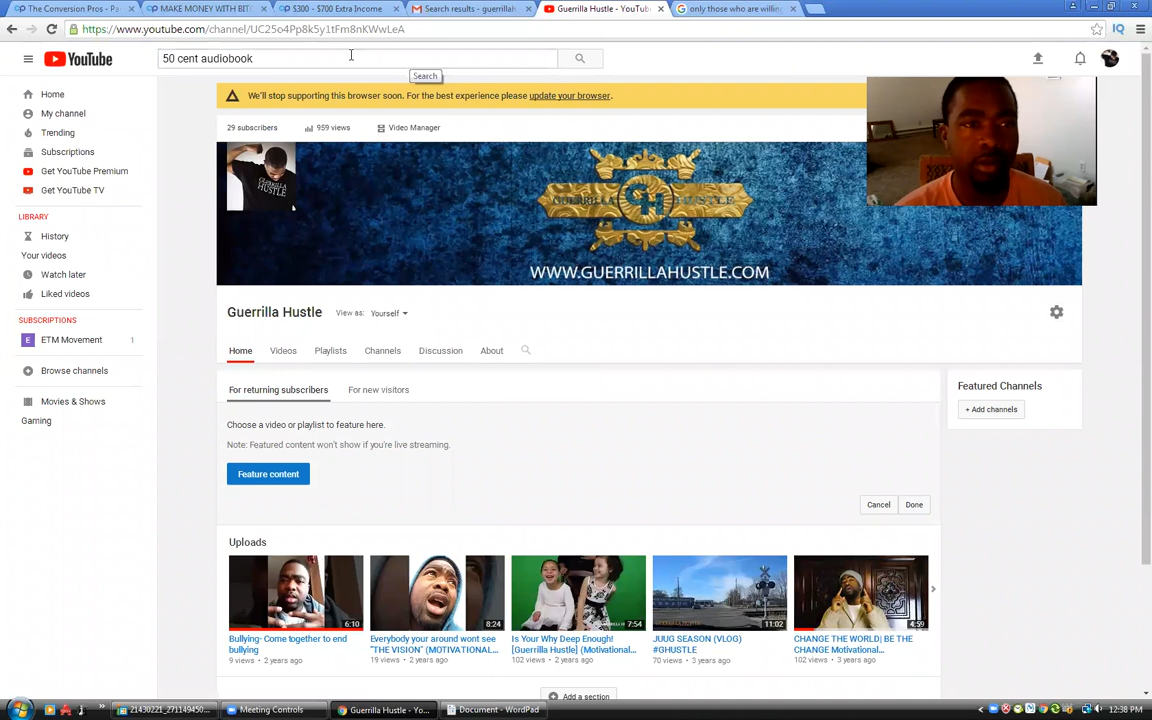 The Conversion Pros - Pa
MAKE MONEY WITH BIT
$300 - $700 Extra Income
Search results - guerrillah
Guerrilla Hustle - YouTub
only those who are willing
https://www.youtube.com/channel/UC25o4Pp8k5y1tFm8nKWwLeA
YouTube
50 cent audiobook
Search
Home
My channel
Trending
Subscriptions
Get YouTube Premium
Get YouTube TV
LIBRARY
History
Your videos
Watch later
Liked videos
SUBSCRIPTIONS
E ETM Movement 1
Browse channels
Movies & Shows
Gaming
We'll stop supporting this browser soon. For the best experience please update your browser.
29 subscribers 959 views Video Manager
GUERRILLA
HUSTLE
GUERRILLA GH HUSTLE
WWW.GUERRILLAHUSTLE.COM
Guerrilla Hustle View as: Yourself
Home Videos Playlists Channels Discussion About
For returning subscribers For new visitors
Choose a video or playlist to feature here.
Note: Featured content won't show if you're live streaming.
Feature content
Cancel Done
Featured Channels
+ Add channels
Uploads
6:10
8:24
7:54
11:02
4:59
Bullying- Come together to end
bullying
9 views • 2 years ago
Everybody your around wont see
"THE VISION" (MOTIVATIONAL...
19 views • 2 years ago
Is Your Why Deep Enough!
[Guerrilla Hustle] (Motivational...
102 views • 2 years ago
JUUG SEASON (VLOG)
#GHUSTLE
70 views • 3 years ago
CHANGE THE WORLD| BE THE
CHANGE Motivational...
102 views • 3 years ago
Add a section
21430221_271149450...
Meeting Controls
Guerrilla Hustle - Yo...
Document - WordPad
12:38 PM